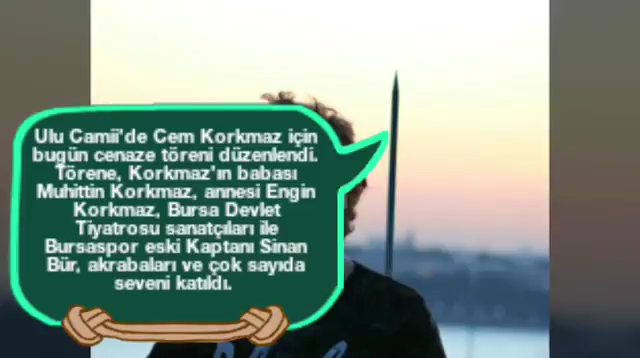 Ulu Camii'de Cem Korkmaz için
bugün cenaze töreni düzenlendi.
Törene, Korkmaz'ın babası
Muhittin Korkmaz, annesi Engin
Korkmaz, Bursa Devlet
Tiyatrosu sanatçıları ile
Bursaspor eski Kaptanı Sinan
Bür, akrabaları ve çok sayıda
seveni katıldı.